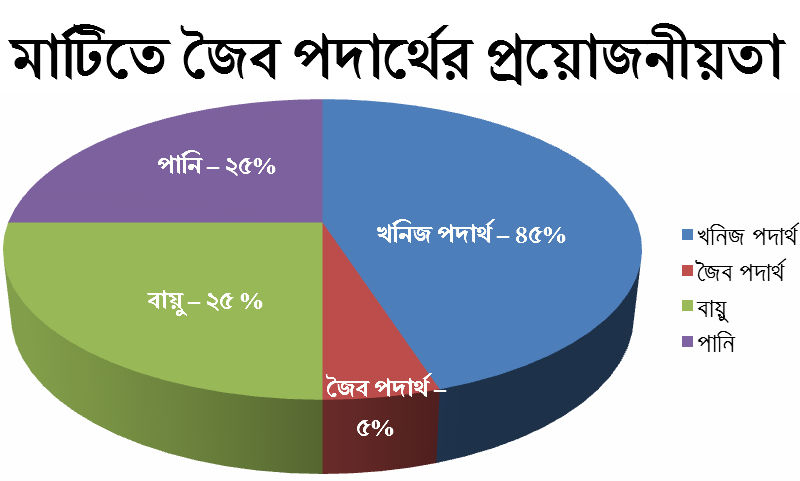 মাটিতে জৈব পদার্থের প্রয়োজনীয়তা
পানি – ২৫%
খনিজ পদার্থ – ৪৫%
বায়ু – ২৫ %
জৈব পদার্থ –
৫%
খনিজ পদার্থ
জৈব পদার্থ
বায়ু
পানি